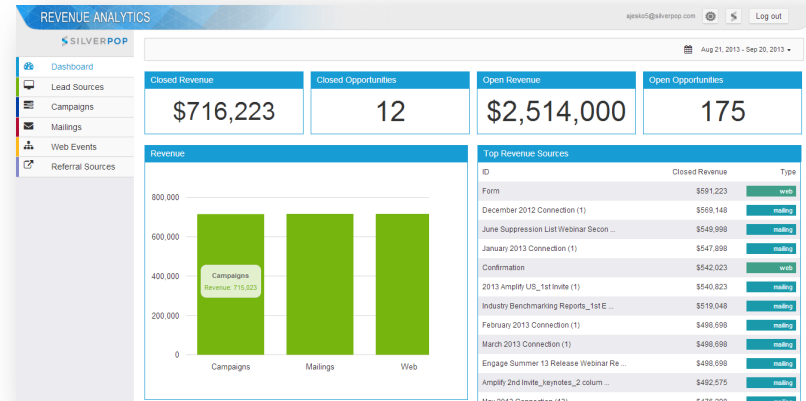 REVENUE ANALYTICS
ajesko5@silverpop.com
Log out
SILVERPOP
Aug 21, 2013 - Sep 20, 2013
Dashboard
Lead Sources
Campaigns
Mailings
Web Events
Referral Sources
Closed Revenue
$716,223
Closed Opportunities
12
Open Revenue
$2,514,000
Open Opportunities
175
Revenue
800,000
600,000
400,000
200,000
0
Campaigns
Revenue: 715,823
Campaigns Mailings Web
Top Revenue Sources
ID Closed Revenue Type
Form $591,223 web
December 2012 Connection (1) $569,148 mailing
June Suppression List Webinar Secon ... $549,998 mailing
January 2013 Connection (1) $547,898 mailing
Confirmation $542,023 web
2013 Amplify US_1st Invite (1) $540,823 mailing
Industry Benchmarking Reports_1st E ... $519,048 mailing
February 2013 Connection (1) $498,698 mailing
March 2013 Connection (1) $498,698 mailing
Engage Summer 13 Release Webinar Re ... $498,698 mailing
Amplify 2nd Invite_keynotes_2 colum ... $492,575 mailing